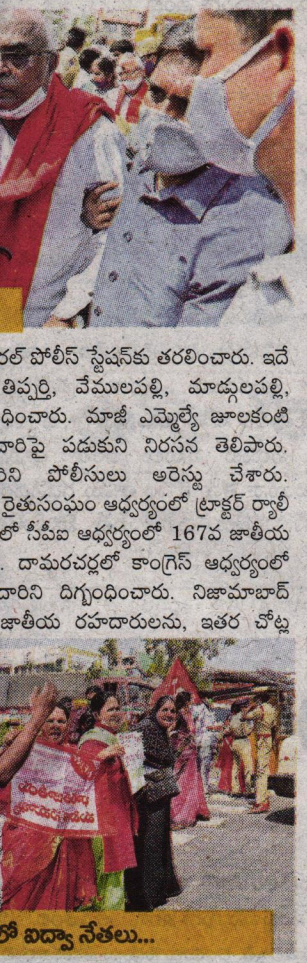 రల్ పోలీస్ స్టేషన్‌కు తరలించారు. ఇదే
తిప్పర్తి, వేములపల్లి, మాడ్గులపల్లి,
ధించారు. మాజీ ఎమ్మెల్యే జూలకంటి
దారిపై పడుకుని నిరసన తెలిపారు.
రిని పోలీసులు అరెస్టు చేశారు.
రైతుసంఘం ఆధ్వర్యంలో ట్రాక్టర్ ర్యాలీ
లో సీపీఐ ఆధ్వర్యంలో 167వ జాతీయ
. దామరచర్లలో కాంగ్రెస్ ఆధ్వర్యంలో
దారిని దిగ్బంధించారు. నిజామాబాద్
జాతీయ రహదారులను, ఇతర చోట్ల
లో ఐద్వా నేతలు...